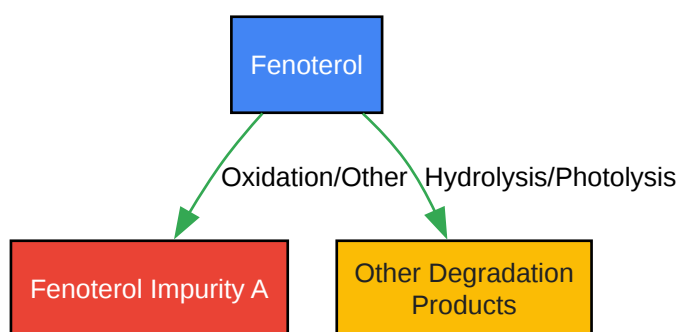 Fenoterol
Oxidation/Other
Hydrolysis/Photolysis
Fenoterol Impurity A
Other Degradation
Products